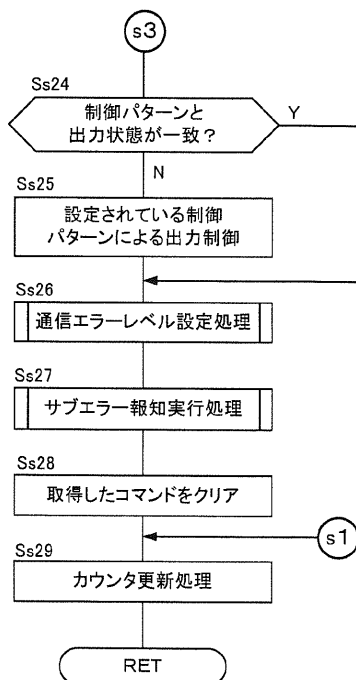 s3
Ss24
制御パターンと
出力状態が一致？
Y
N
Ss25
設定されている制御
パターンによる出力制御
Ss26
通信エラーレベル設定処理
Ss27
サブエラー報知実行処理
Ss28
取得したコマンドをクリア
s1
Ss29
カウンタ更新処理
RET